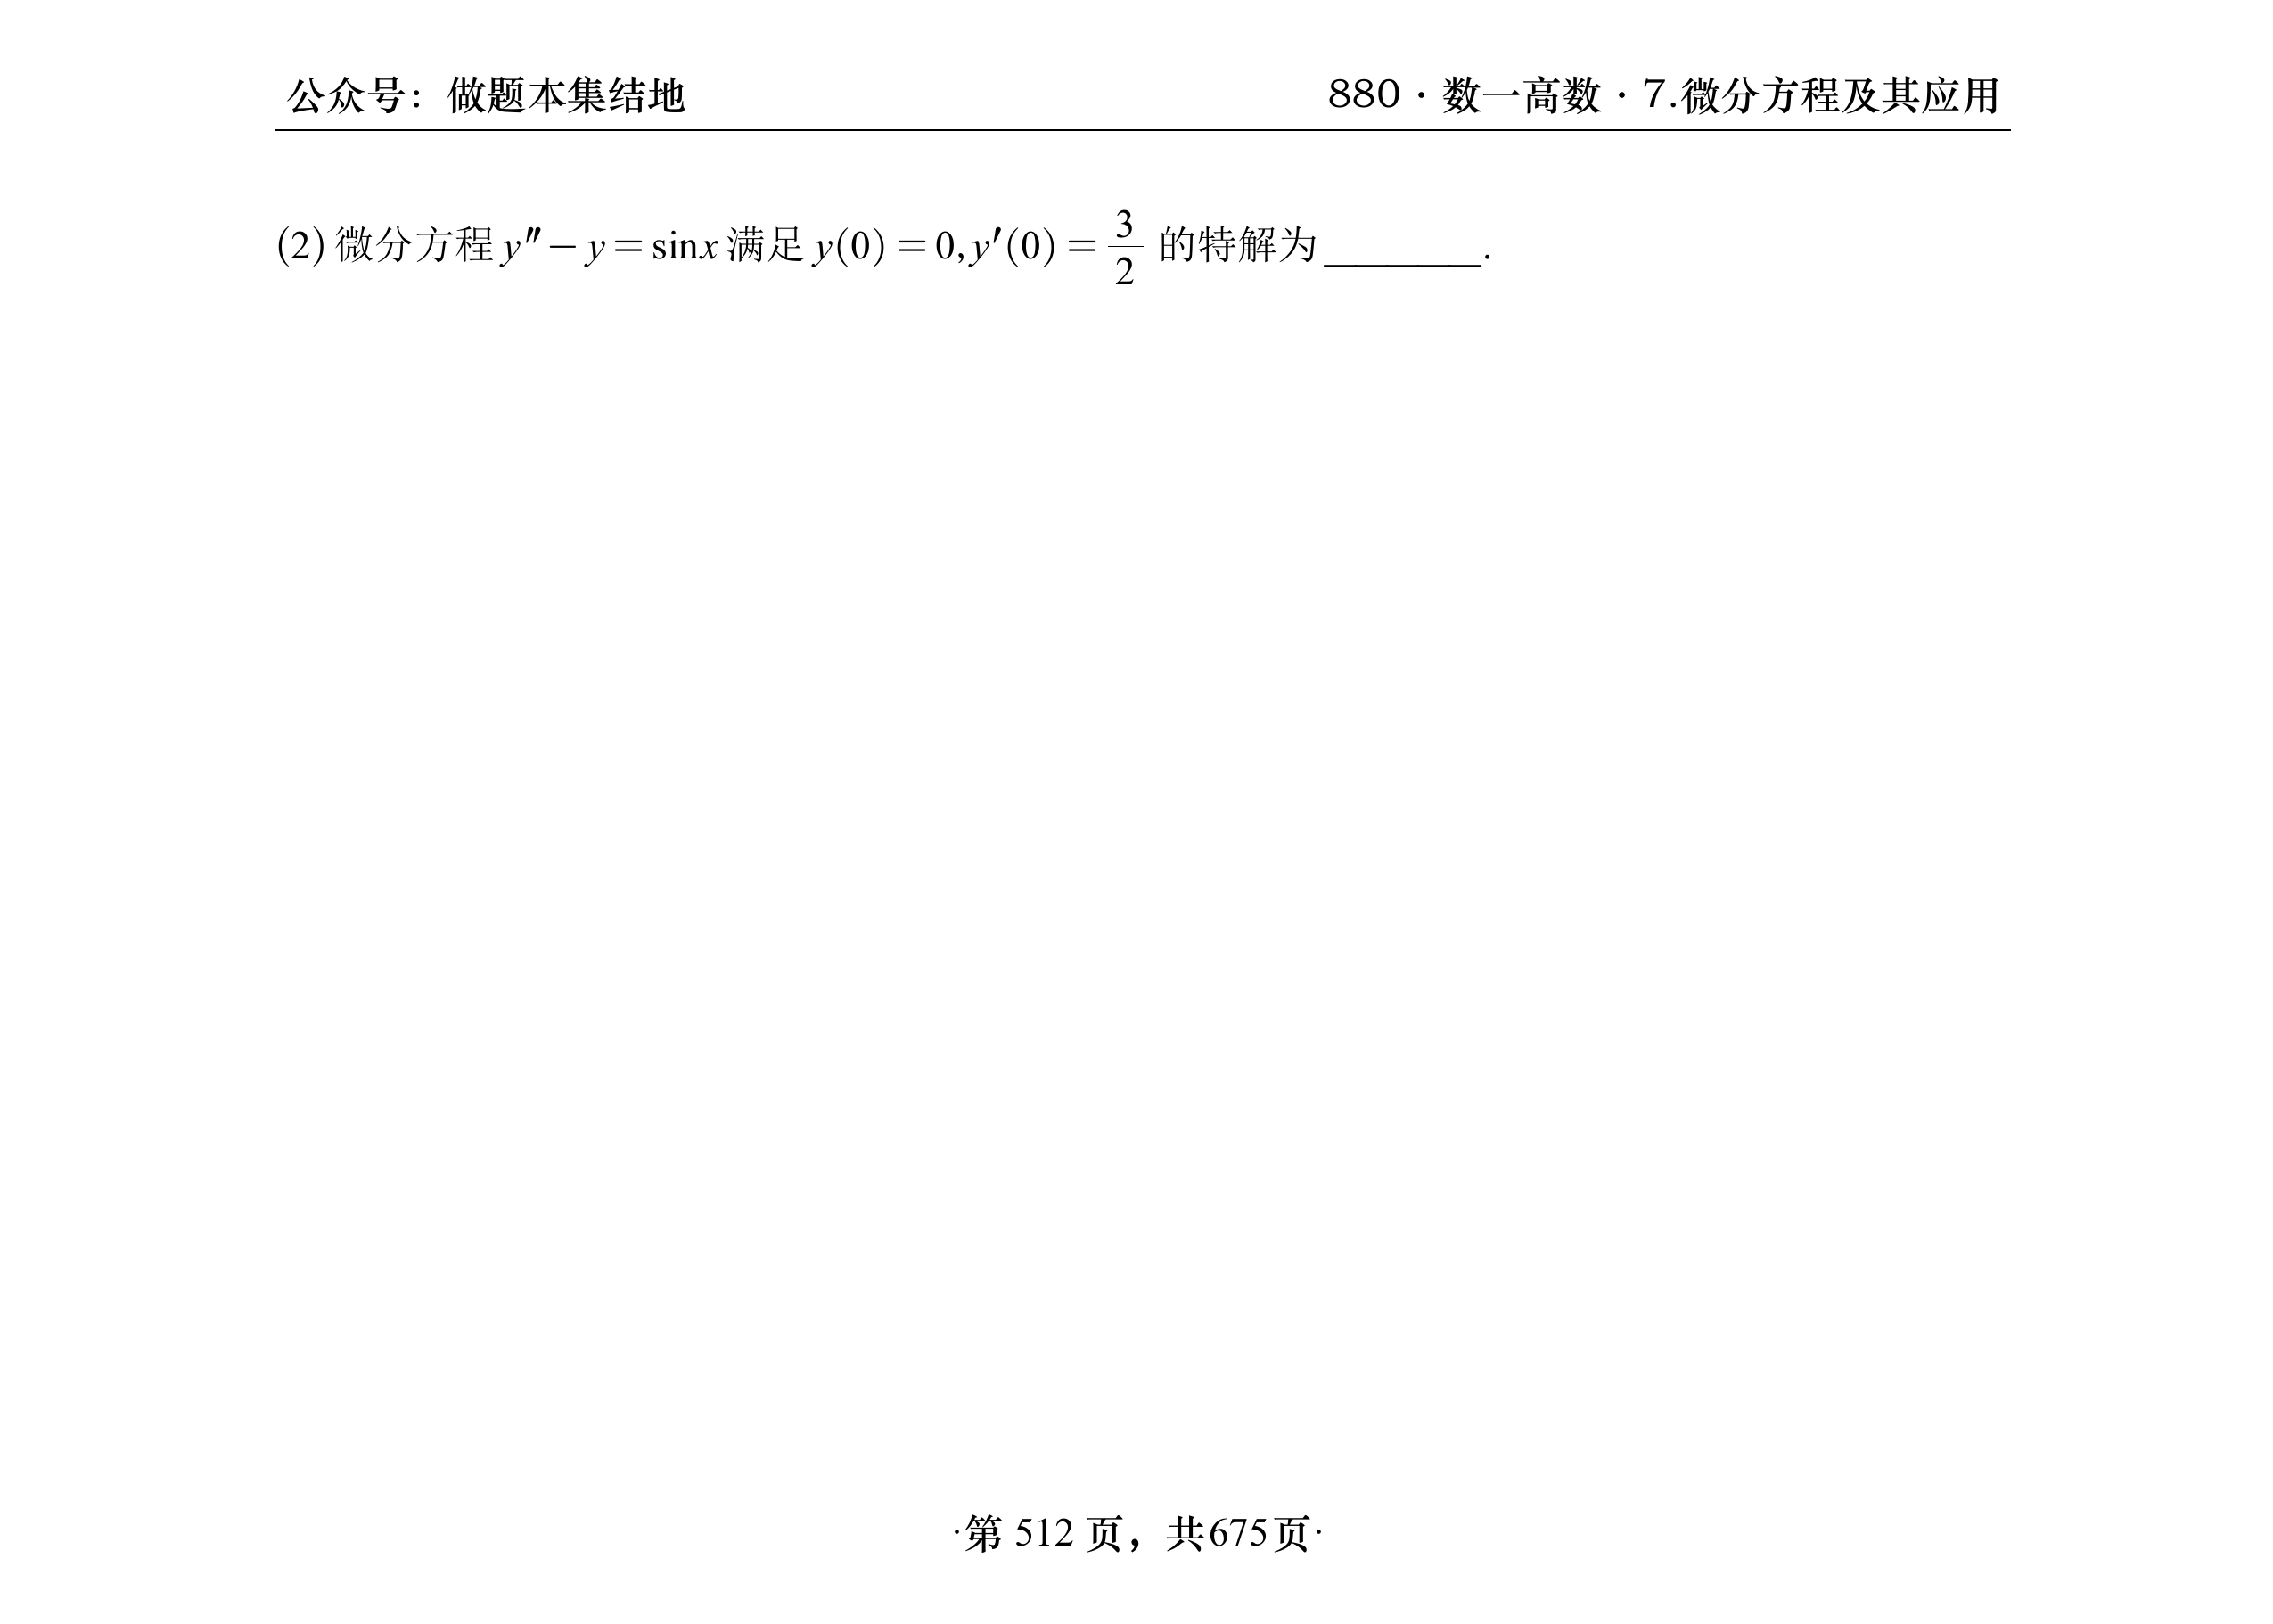 公众号：做题本集结地
880·数一高数·7.微分方程及其应用
(2) 微分方程 y″ − y = sinx 满足 y(0) = 0, y′(0) = 3/2 的特解为________.
·第 512 页，共675页·